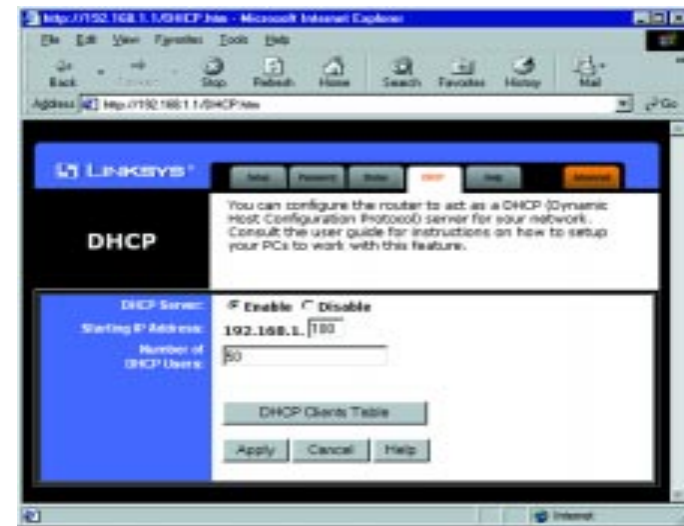 http://192.168.1.1/DHCP.htm - Microsoft Internet Explorer
File Edit View Favorites Tools Help
Back Stop Refresh Home Search Favorites History Mail
Address http://192.168.1.1/DHCP.htm Go
LINKSYS®
Setup Password Status DHCP Help Advanced
DHCP
You can configure the router to act as a DHCP (Dynamic
Host Configuration Protocol) server for your network.
Consult the user guide for instructions on how to setup
your PCs to work with this feature.
DHCP Server: Enable Disable
Starting IP Address: 192.168.1. 100
Number of
DHCP Users: 50
DHCP Clients Table
Apply Cancel Help
Internet